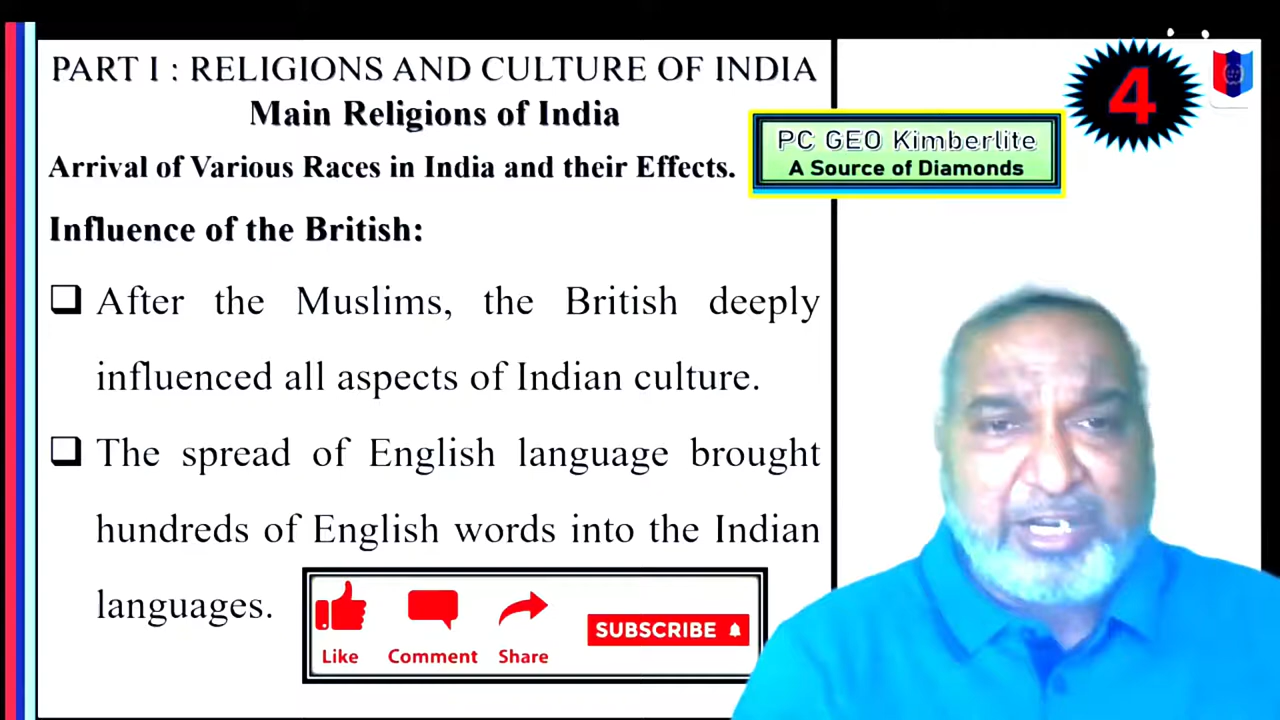 PART I : RELIGIONS AND CULTURE OF INDIA
Main Religions of India
Arrival of Various Races in India and their Effects.
4
PC GEO Kimberlite
A Source of Diamonds
Influence of the British:
After the Muslims, the British deeply
influenced all aspects of Indian culture.
The spread of English language brought
hundreds of English words into the Indian
languages.
Like Comment Share SUBSCRIBE